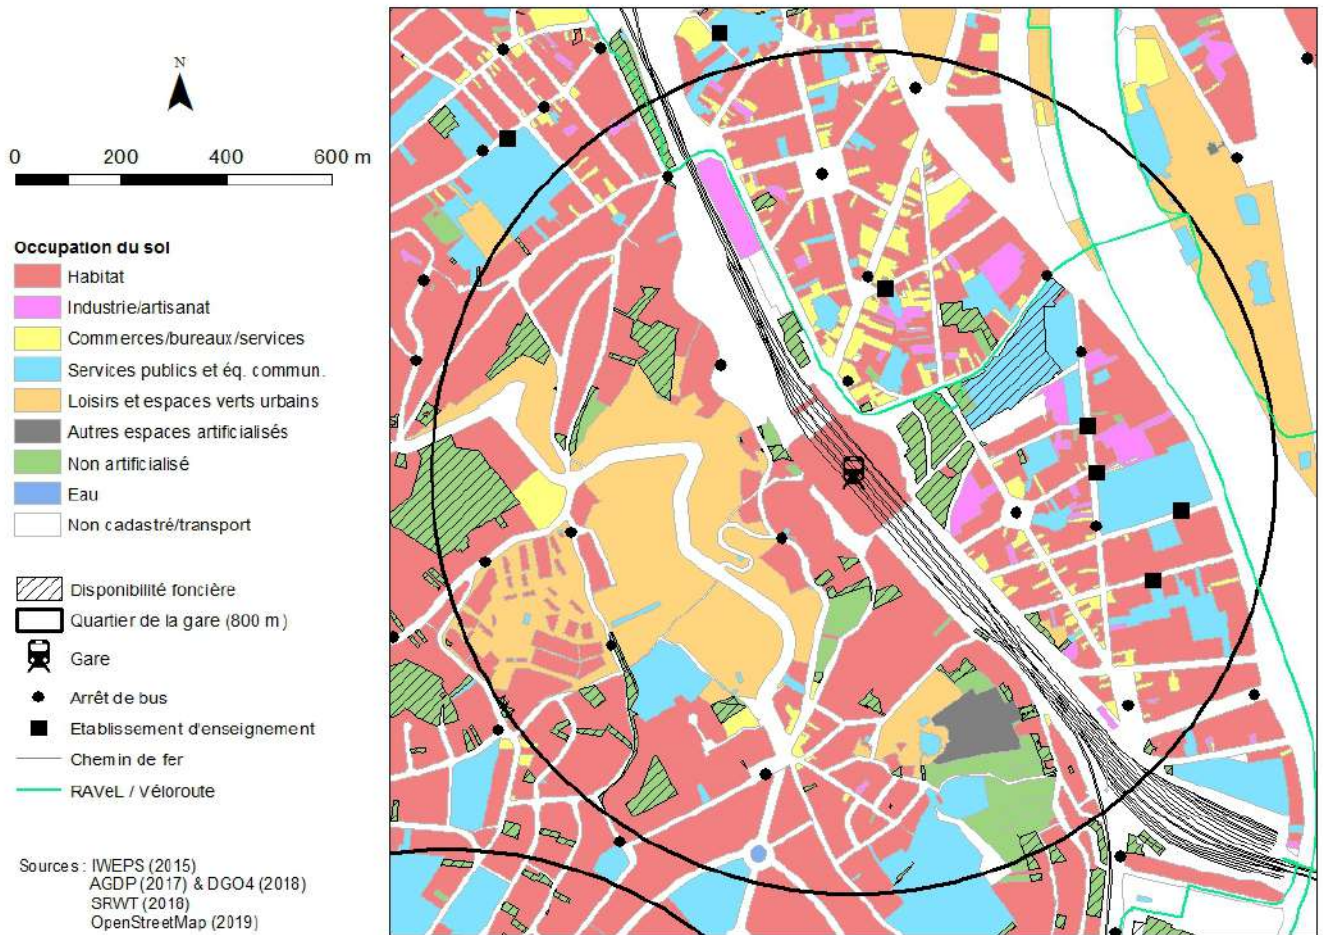 N
0 200 400 600 m
Occupation du sol
Habitat
Industrie/artisanat
Commerces/bureaux/services
Services publics et éq. commun.
Loisirs et espaces verts urbains
Autres espaces artificialisés
Non artificialisé
Eau
Non cadastré/transport
Disponibilité foncière
Quartier de la gare (800 m)
Gare
Arrêt de bus
Etablissement d'enseignement
Chemin de fer
RAVeL / Véloroute
Sources : IWEPS (2015)
AGDP (2017) & DGO4 (2018)
SRWT (2018)
OpenStreetMap (2019)